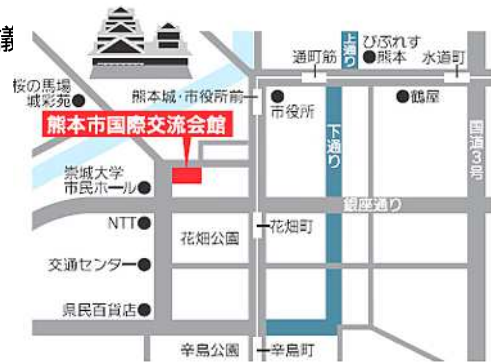 議
上通り
びぷれす
熊本
通町筋
水道町
桜の馬場
城彩苑
熊本城・市役所前
市役所
鶴屋
熊本市国際交流会館
下通り
国道3号
崇城大学
市民ホール
銀座通り
NTT
花畑公園
花畑町
交通センター
県民百貨店
辛島公園
辛島町